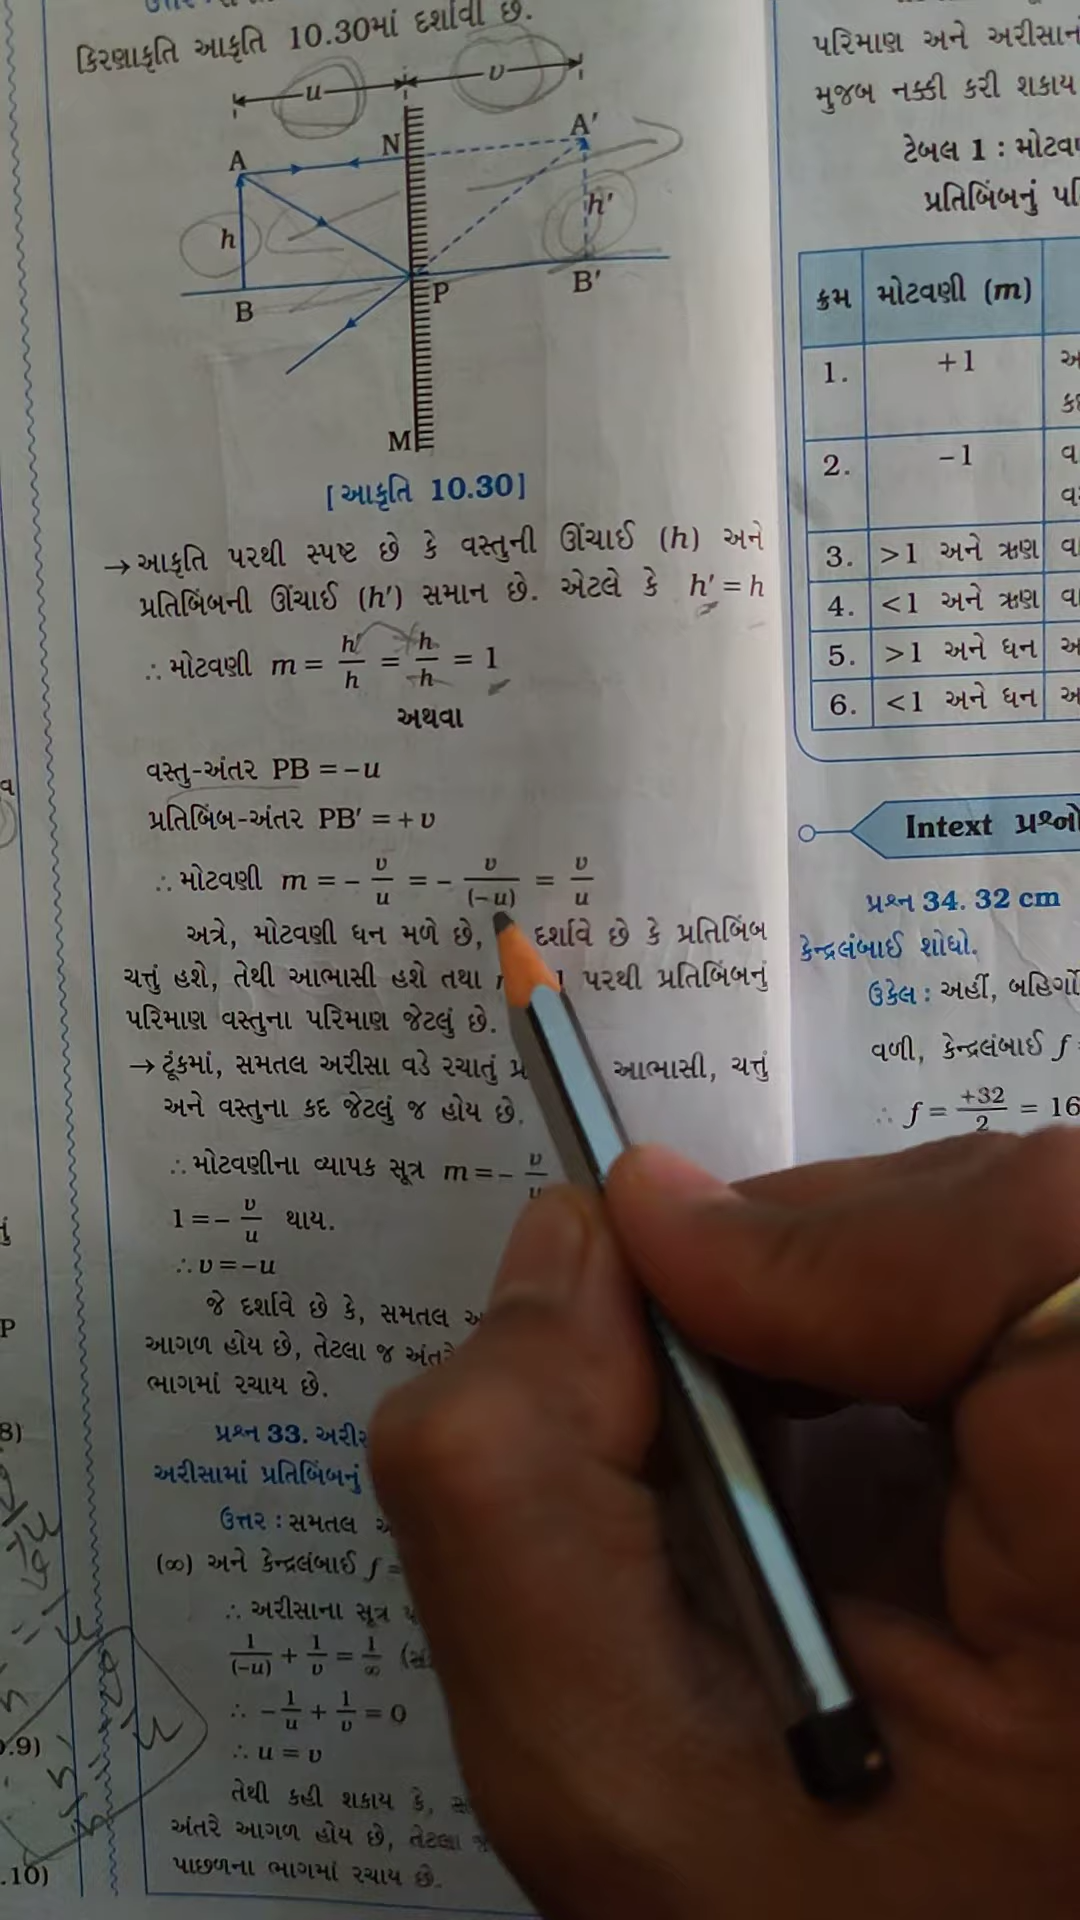 કિરણાકૃતિ આકૃતિ 10.30માં દર્શાવી છે.
u
v
A
N
A′
h
h′
B
P
B′
M
[આકૃતિ 10.30]
→ આકૃતિ પરથી સ્પષ્ટ છે કે વસ્તુની ઊંચાઈ (h) અને
પ્રતિબિંબની ઊંચાઈ (h′) સમાન છે. એટલે કે h′ = h
∴ મોટવણી m = h′/h = h/h = 1
અથવા
વસ્તુ-અંતર PB = –u
પ્રતિબિંબ-અંતર PB′ = + v
∴ મોટવણી m = – v/u = – v/(–u) = v/u
અત્રે, મોટવણી ધન મળે છે, દર્શાવે છે કે પ્રતિબિંબ
ચત્તું હશે, તેથી આભાસી હશે તથા પરથી પ્રતિબિંબનું
પરિમાણ વસ્તુના પરિમાણ જેટલું છે.
→ ટૂંકમાં, સમતલ અરીસા વડે રચાતું આભાસી, ચત્તું
અને વસ્તુના કદ જેટલું જ હોય છે.
∴ મોટવણીના વ્યાપક સૂત્ર m = – v/u
1 = – v/u થાય.
∴ v = –u
જે દર્શાવે છે કે, સમતલ
આગળ હોય છે, તેટલા જ
ભાગમાં રચાય છે.
પ્રશ્ન 33.
અરીસામાં પ્રતિબિંબનું
ઉત્તર : સમતલ
(∞) અને કેન્દ્રલંબાઈ f =
∴ અરીસાના સૂત્ર
1/(–u) + 1/v = 1/∞
∴ – 1/u + 1/v = 0
∴ u = v
તેથી કહી શકાય કે,
અંતરે આગળ હોય છે, તેટલા
પાછળના ભાગમાં રચાય છે.
પરિમાણ અને અરીસાનં
મુજબ નક્કી કરી શકાય
ટેબલ 1 :
પ્રતિબિંબનું
ક્રમ મોટવણી (m)
1. +1
2. –1
3. >1 અને ઋણ
4. <1 અને ઋણ
5. >1 અને ધન
6. <1 અને ધન
Intext પ્રશ્નો
પ્રશ્ન 34. 32 cm
કેન્દ્રલંબાઈ શોધો.
ઉકેલ : અહીં, બહિર્ગો
વળી, કેન્દ્રલંબાઈ f
∴ f = +32/2 = 16
8)
P
.9)
.10)